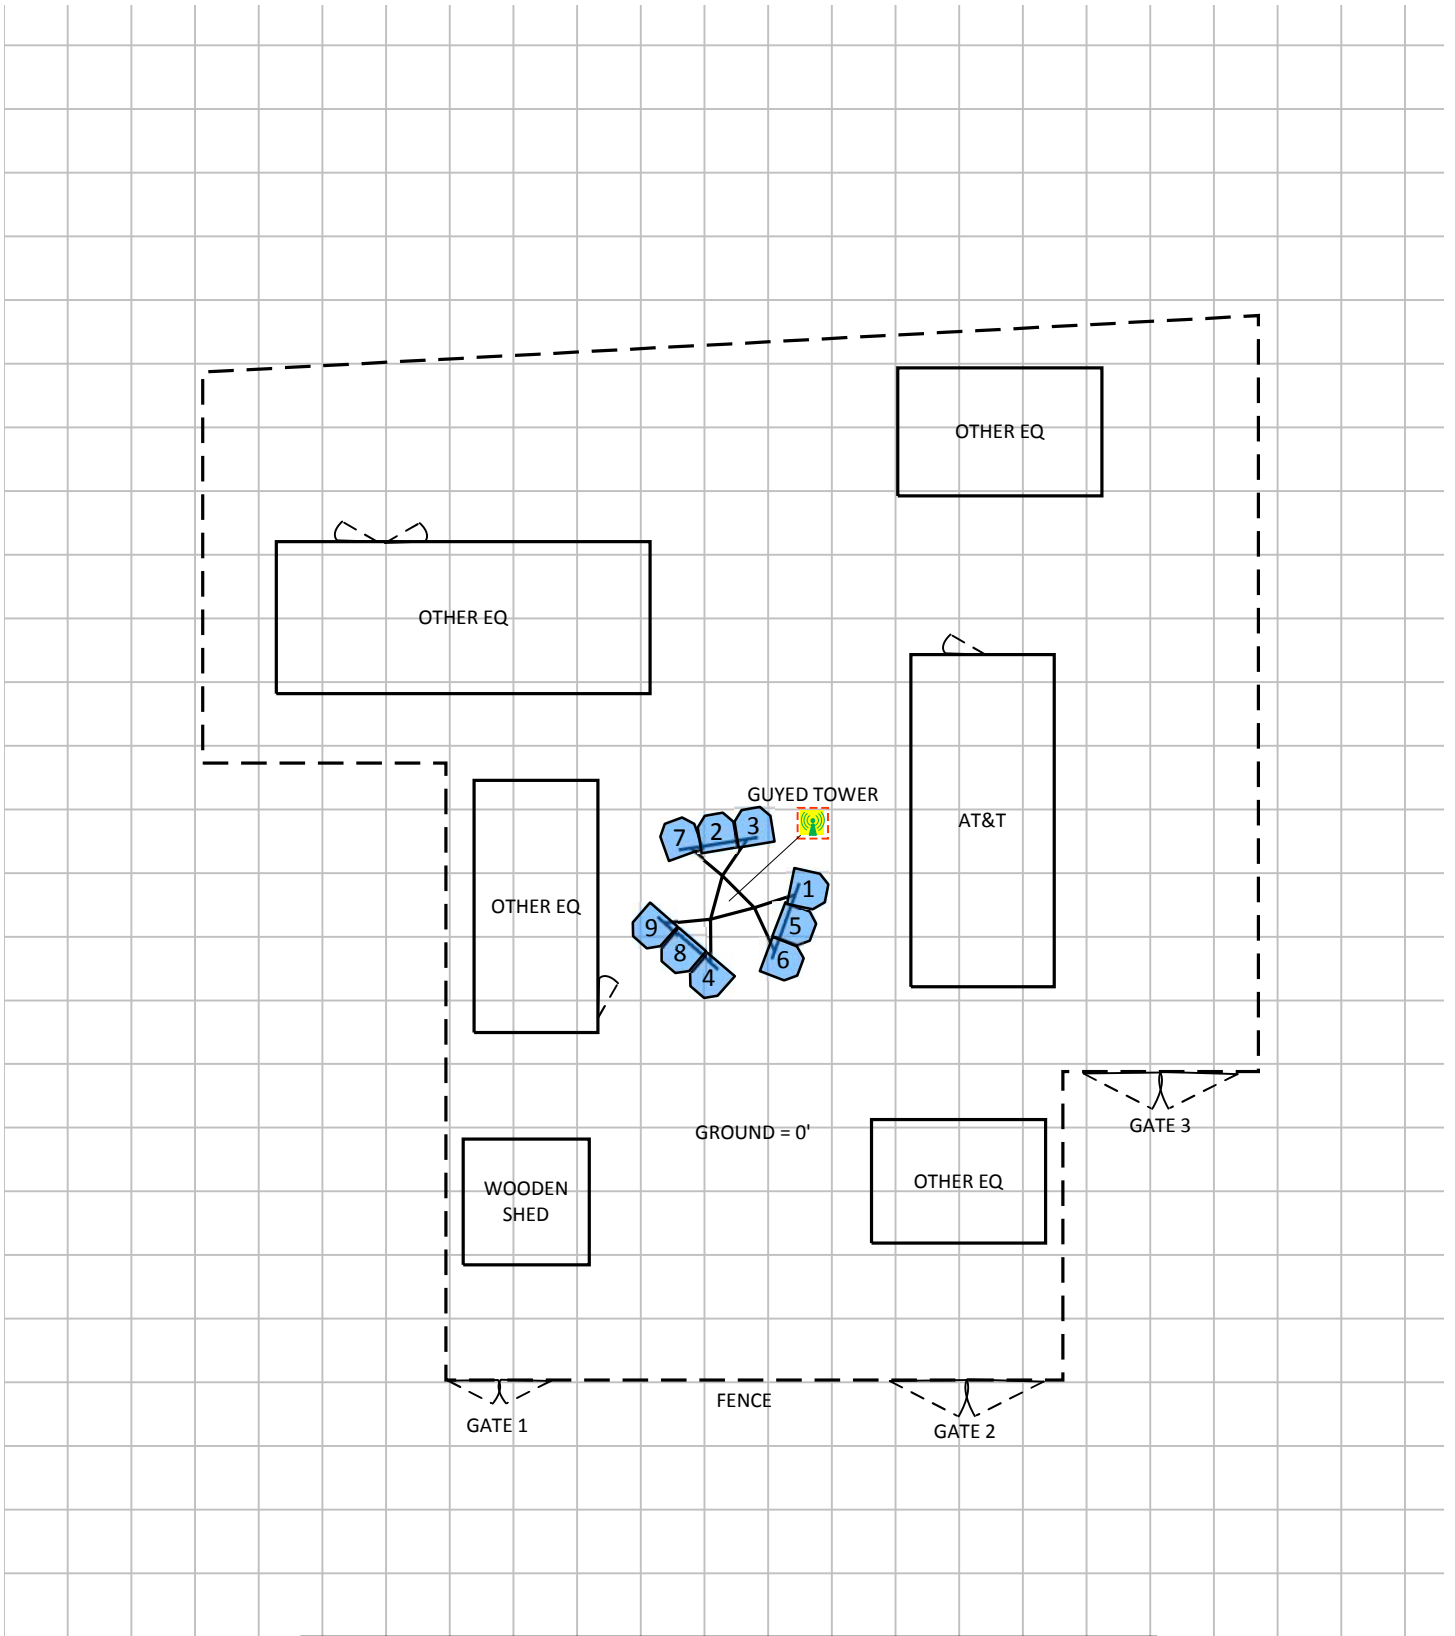 OTHER EQ
OTHER EQ
GUYED TOWER
AT&T
7
2
3
1
5
6
9
8
4
OTHER EQ
GROUND = 0'
GATE 3
WOODEN
SHED
OTHER EQ
FENCE
GATE 1
GATE 2